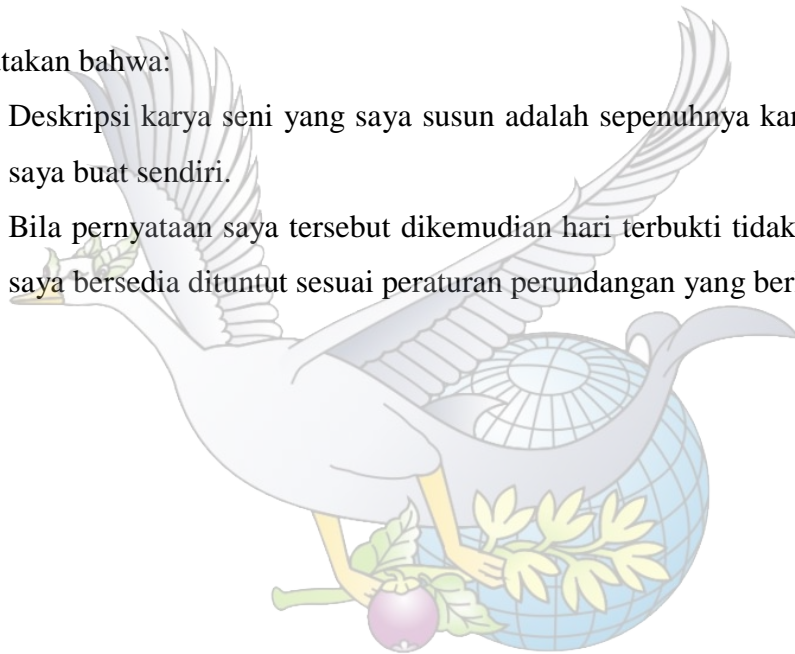 takan bahwa:
Deskripsi karya seni yang saya susun adalah sepenuhnya kar
saya buat sendiri.
Bila pernyataan saya tersebut dikemudian hari terbukti tidak
saya bersedia dituntut sesuai peraturan perundangan yang ber